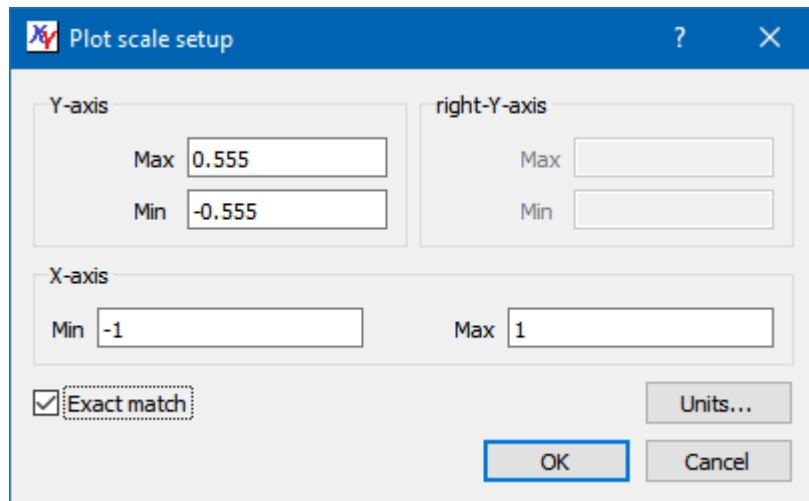 XY Plot scale setup ?
Y-axis right-Y-axis
Max 0.555 Max
Min -0.555 Min
X-axis
Min -1 Max 1
Exact match Units...
OK Cancel